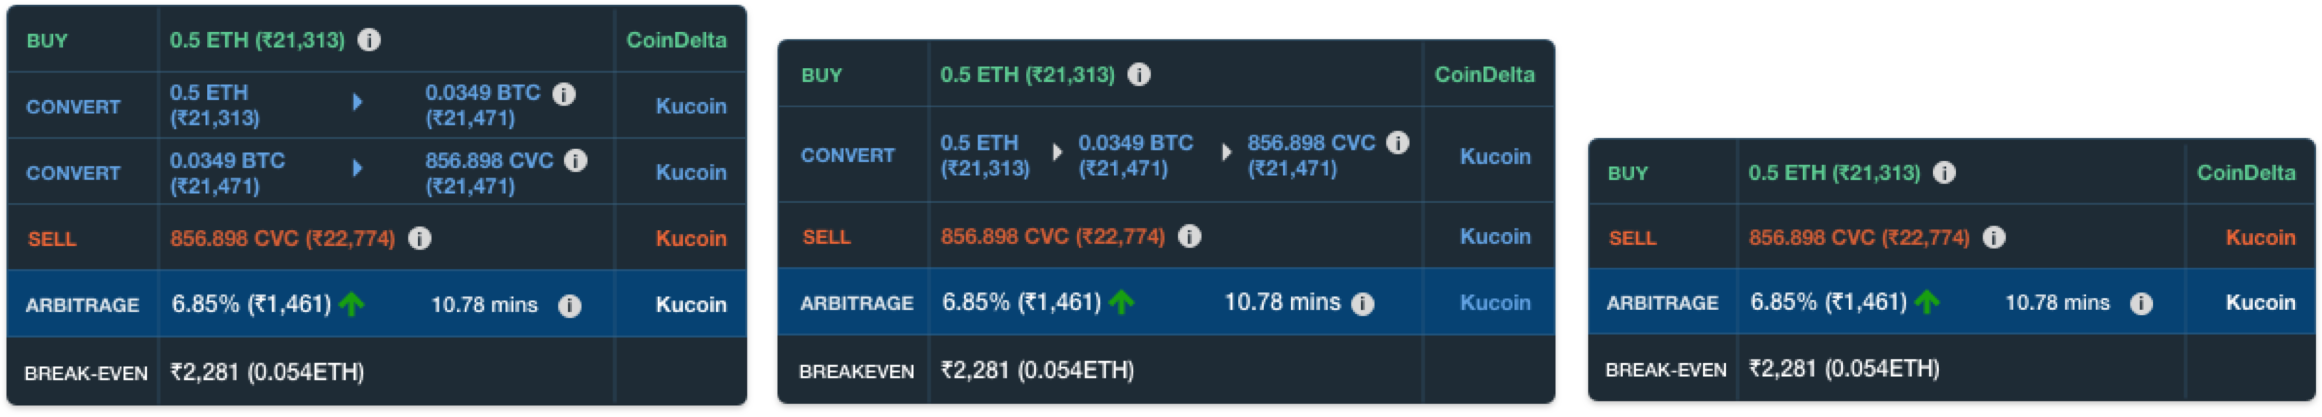 BUY 0.5 ETH (₹21,313) i CoinDelta
CONVERT 0.5 ETH 0.0349 BTC i Kucoin
(₹21,313) (₹21,471)
CONVERT 0.0349 BTC 856.898 CVC i Kucoin
(₹21,471) (₹21,471)
SELL 856.898 CVC (₹22,774) i Kucoin
ARBITRAGE 6.85% (₹1,461) 10.78 mins i Kucoin
BREAK-EVEN ₹2,281 (0.054ETH)
BUY 0.5 ETH (₹21,313) i CoinDelta
CONVERT 0.5 ETH 0.0349 BTC 856.898 CVC i Kucoin
(₹21,313) (₹21,471) (₹21,471)
SELL 856.898 CVC (₹22,774) i Kucoin
ARBITRAGE 6.85% (₹1,461) 10.78 mins i Kucoin
BREAKEVEN ₹2,281 (0.054ETH)
BUY 0.5 ETH (₹21,313) i CoinDelta
SELL 856.898 CVC (₹22,774) i Kucoin
ARBITRAGE 6.85% (₹1,461) 10.78 mins i Kucoin
BREAK-EVEN ₹2,281 (0.054ETH)